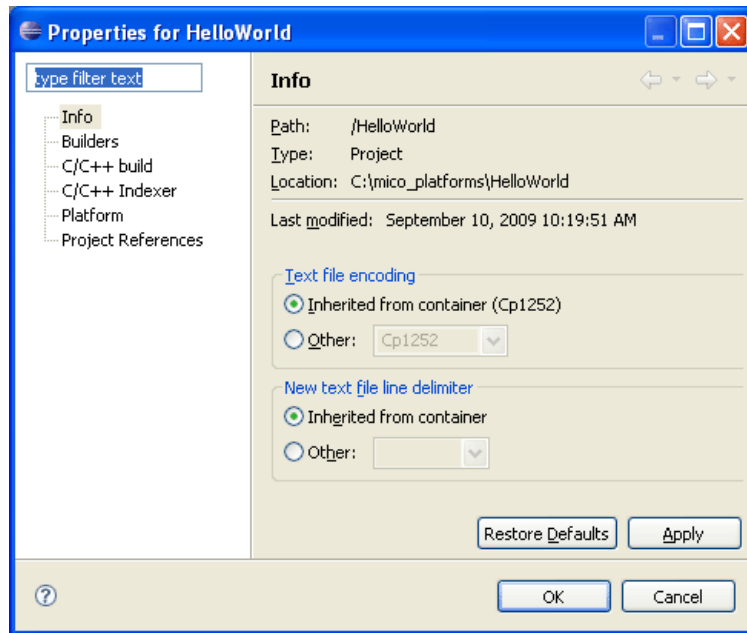 Properties for HelloWorld
type filter text
Info
Builders
C/C++ build
C/C++ Indexer
Platform
Project References
Info
Path: /HelloWorld
Type: Project
Location: C:\mico_platforms\HelloWorld
Last modified: September 10, 2009 10:19:51 AM
Text file encoding
Inherited from container (Cp1252)
Other: Cp1252
New text file line delimiter
Inherited from container
Other:
Restore Defaults Apply
OK Cancel